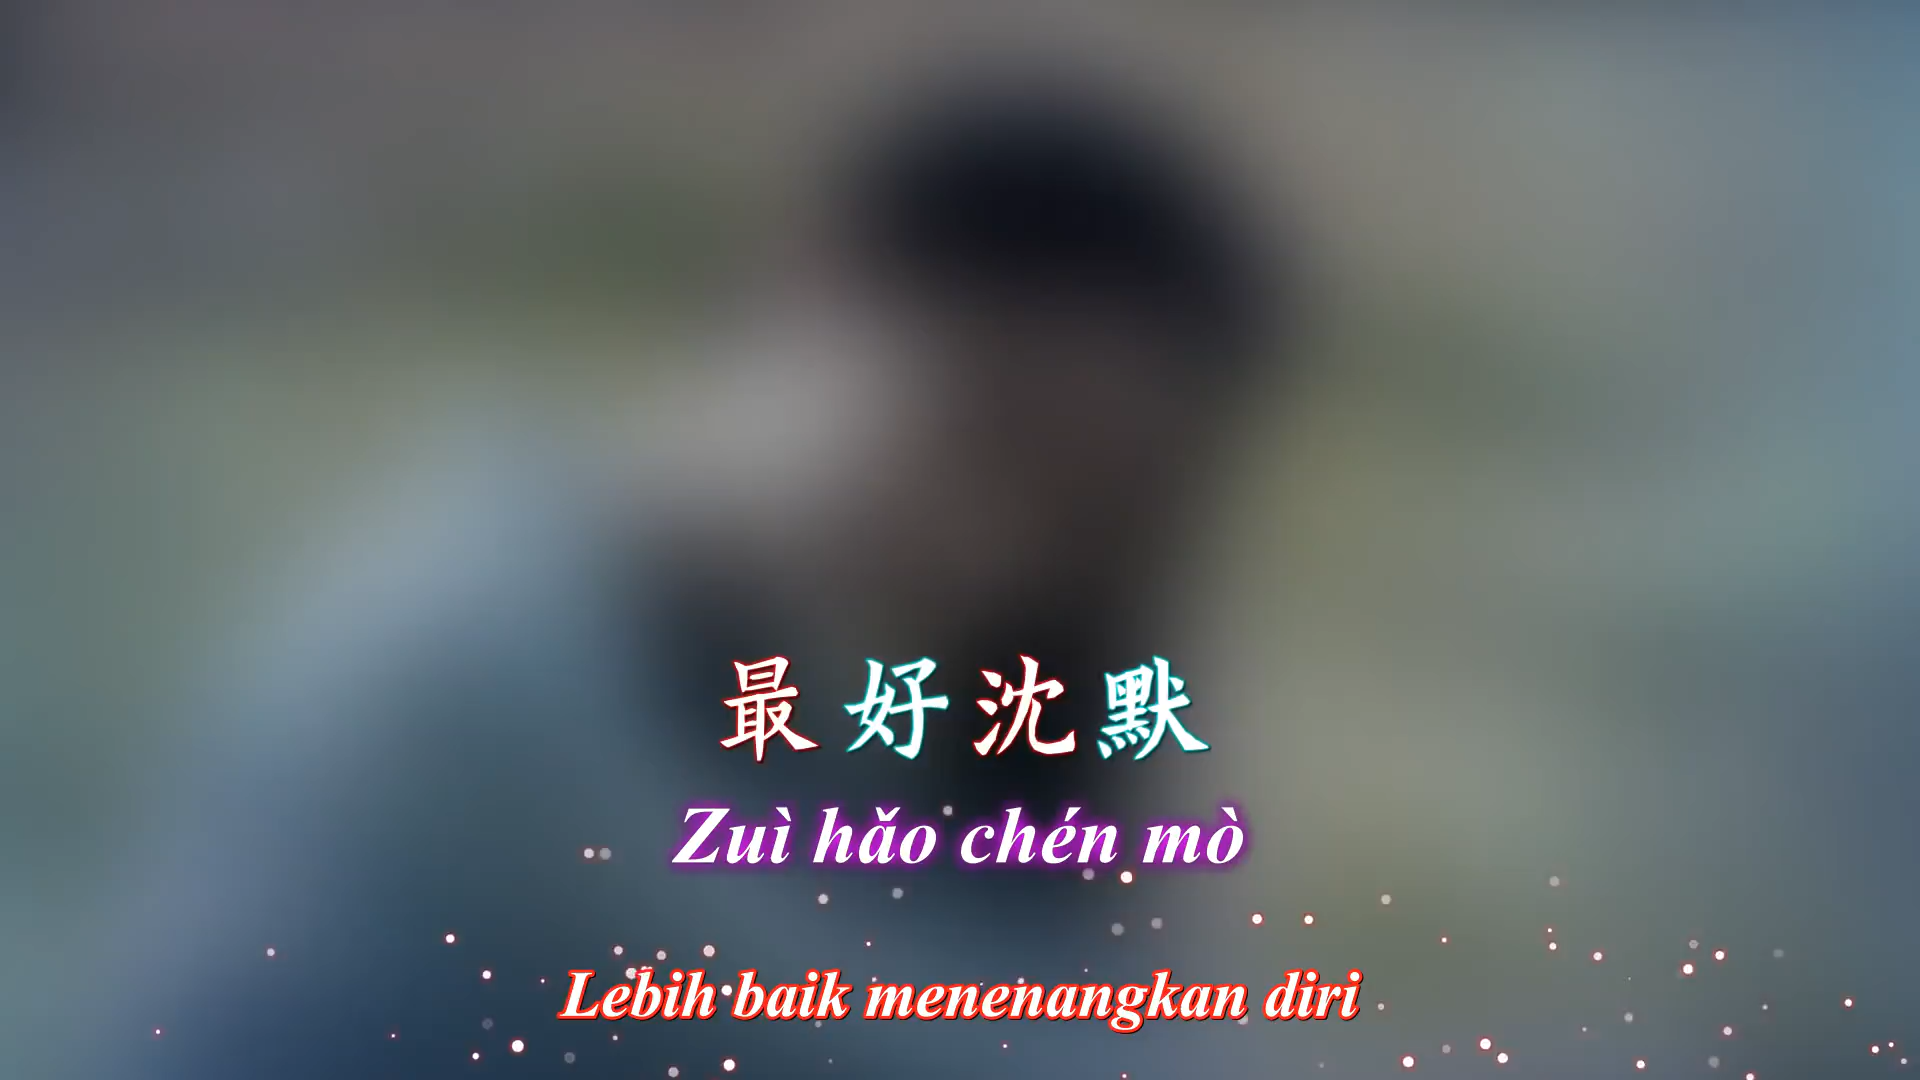 最好沈默
Zuì hǎo chén mò
Lebih baik menenangkan diri